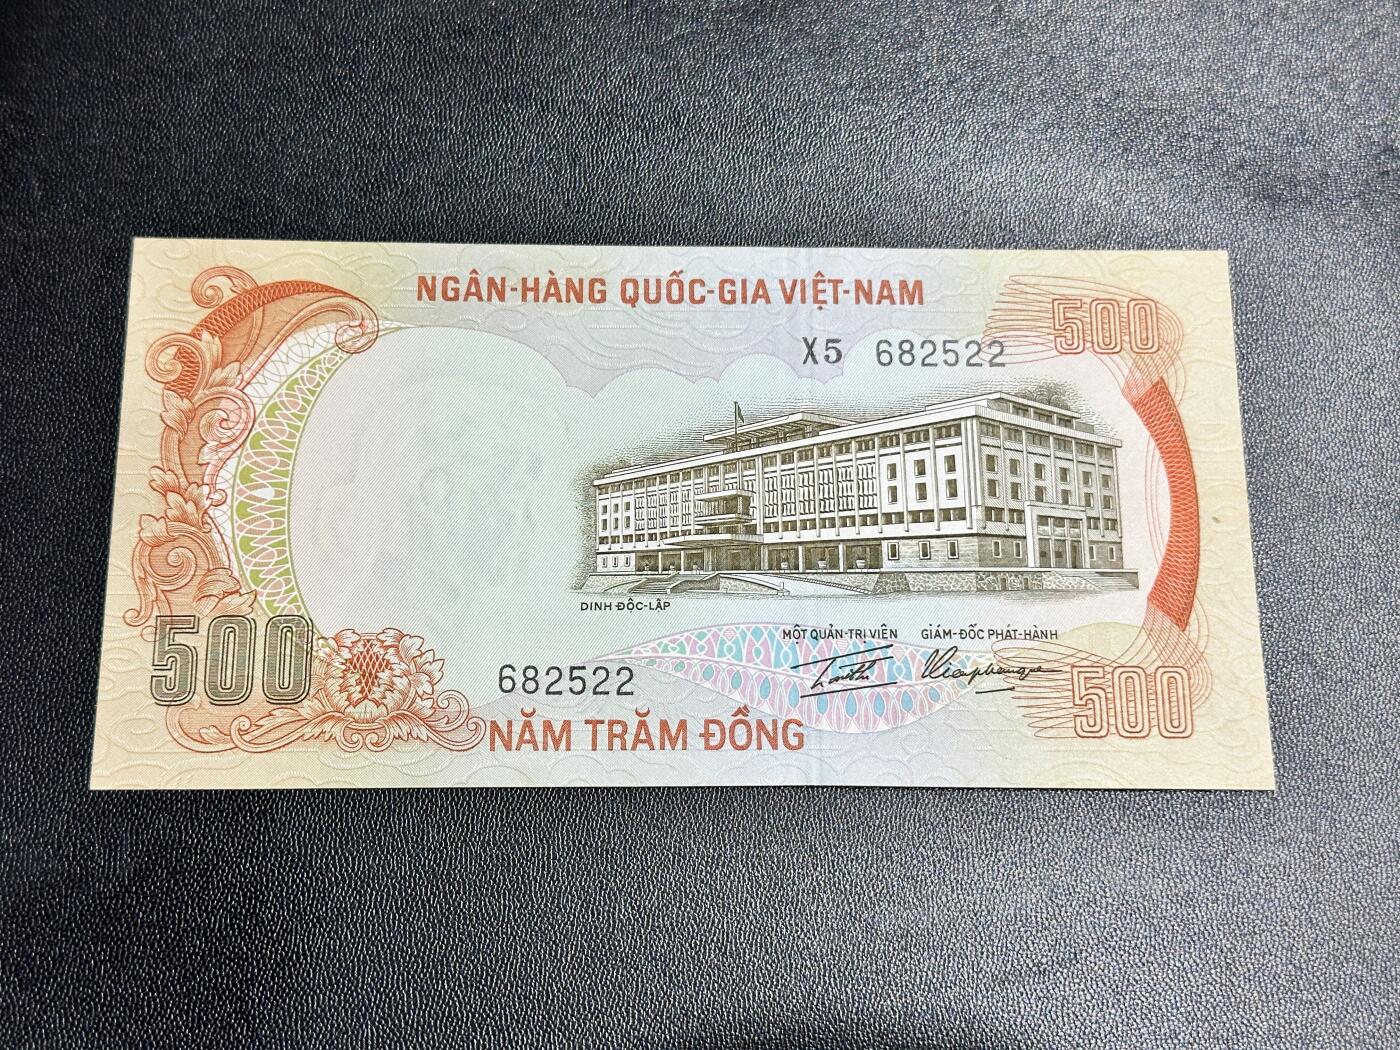 NGÂN-HÀNG QUỐC-GIA VIỆT-NAM
500
X5 682522
DINH ĐỘC-LẬP
MỘT QUẢN-TRỊ VIÊN GIÁM-ĐỐC PHÁT-HÀNH
500
682522
500
NĂM TRĂM ĐỒNG